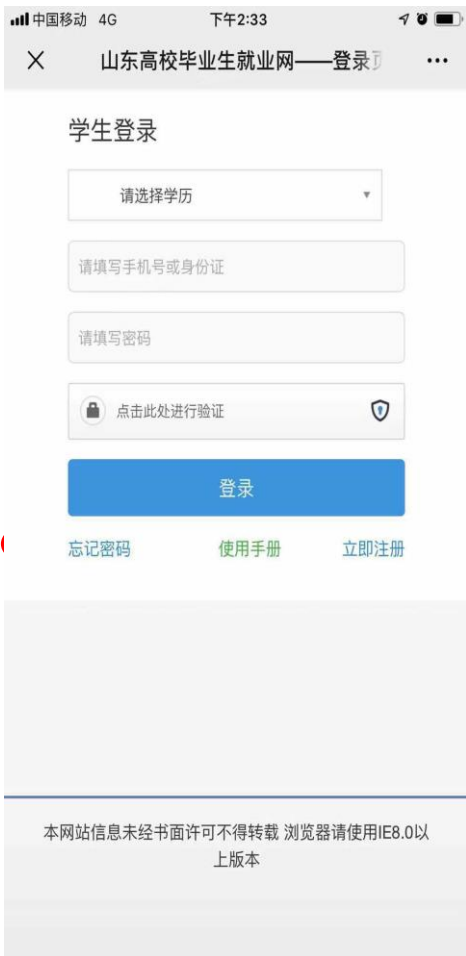 中国移动 4G 下午2:33
山东高校毕业生就业网——登录
学生登录
请选择学历
请填写手机号或身份证
请填写密码
点击此处进行验证
登录
忘记密码 使用手册 立即注册
本网站信息未经书面许可不得转载 浏览器请使用IE8.0以
上版本